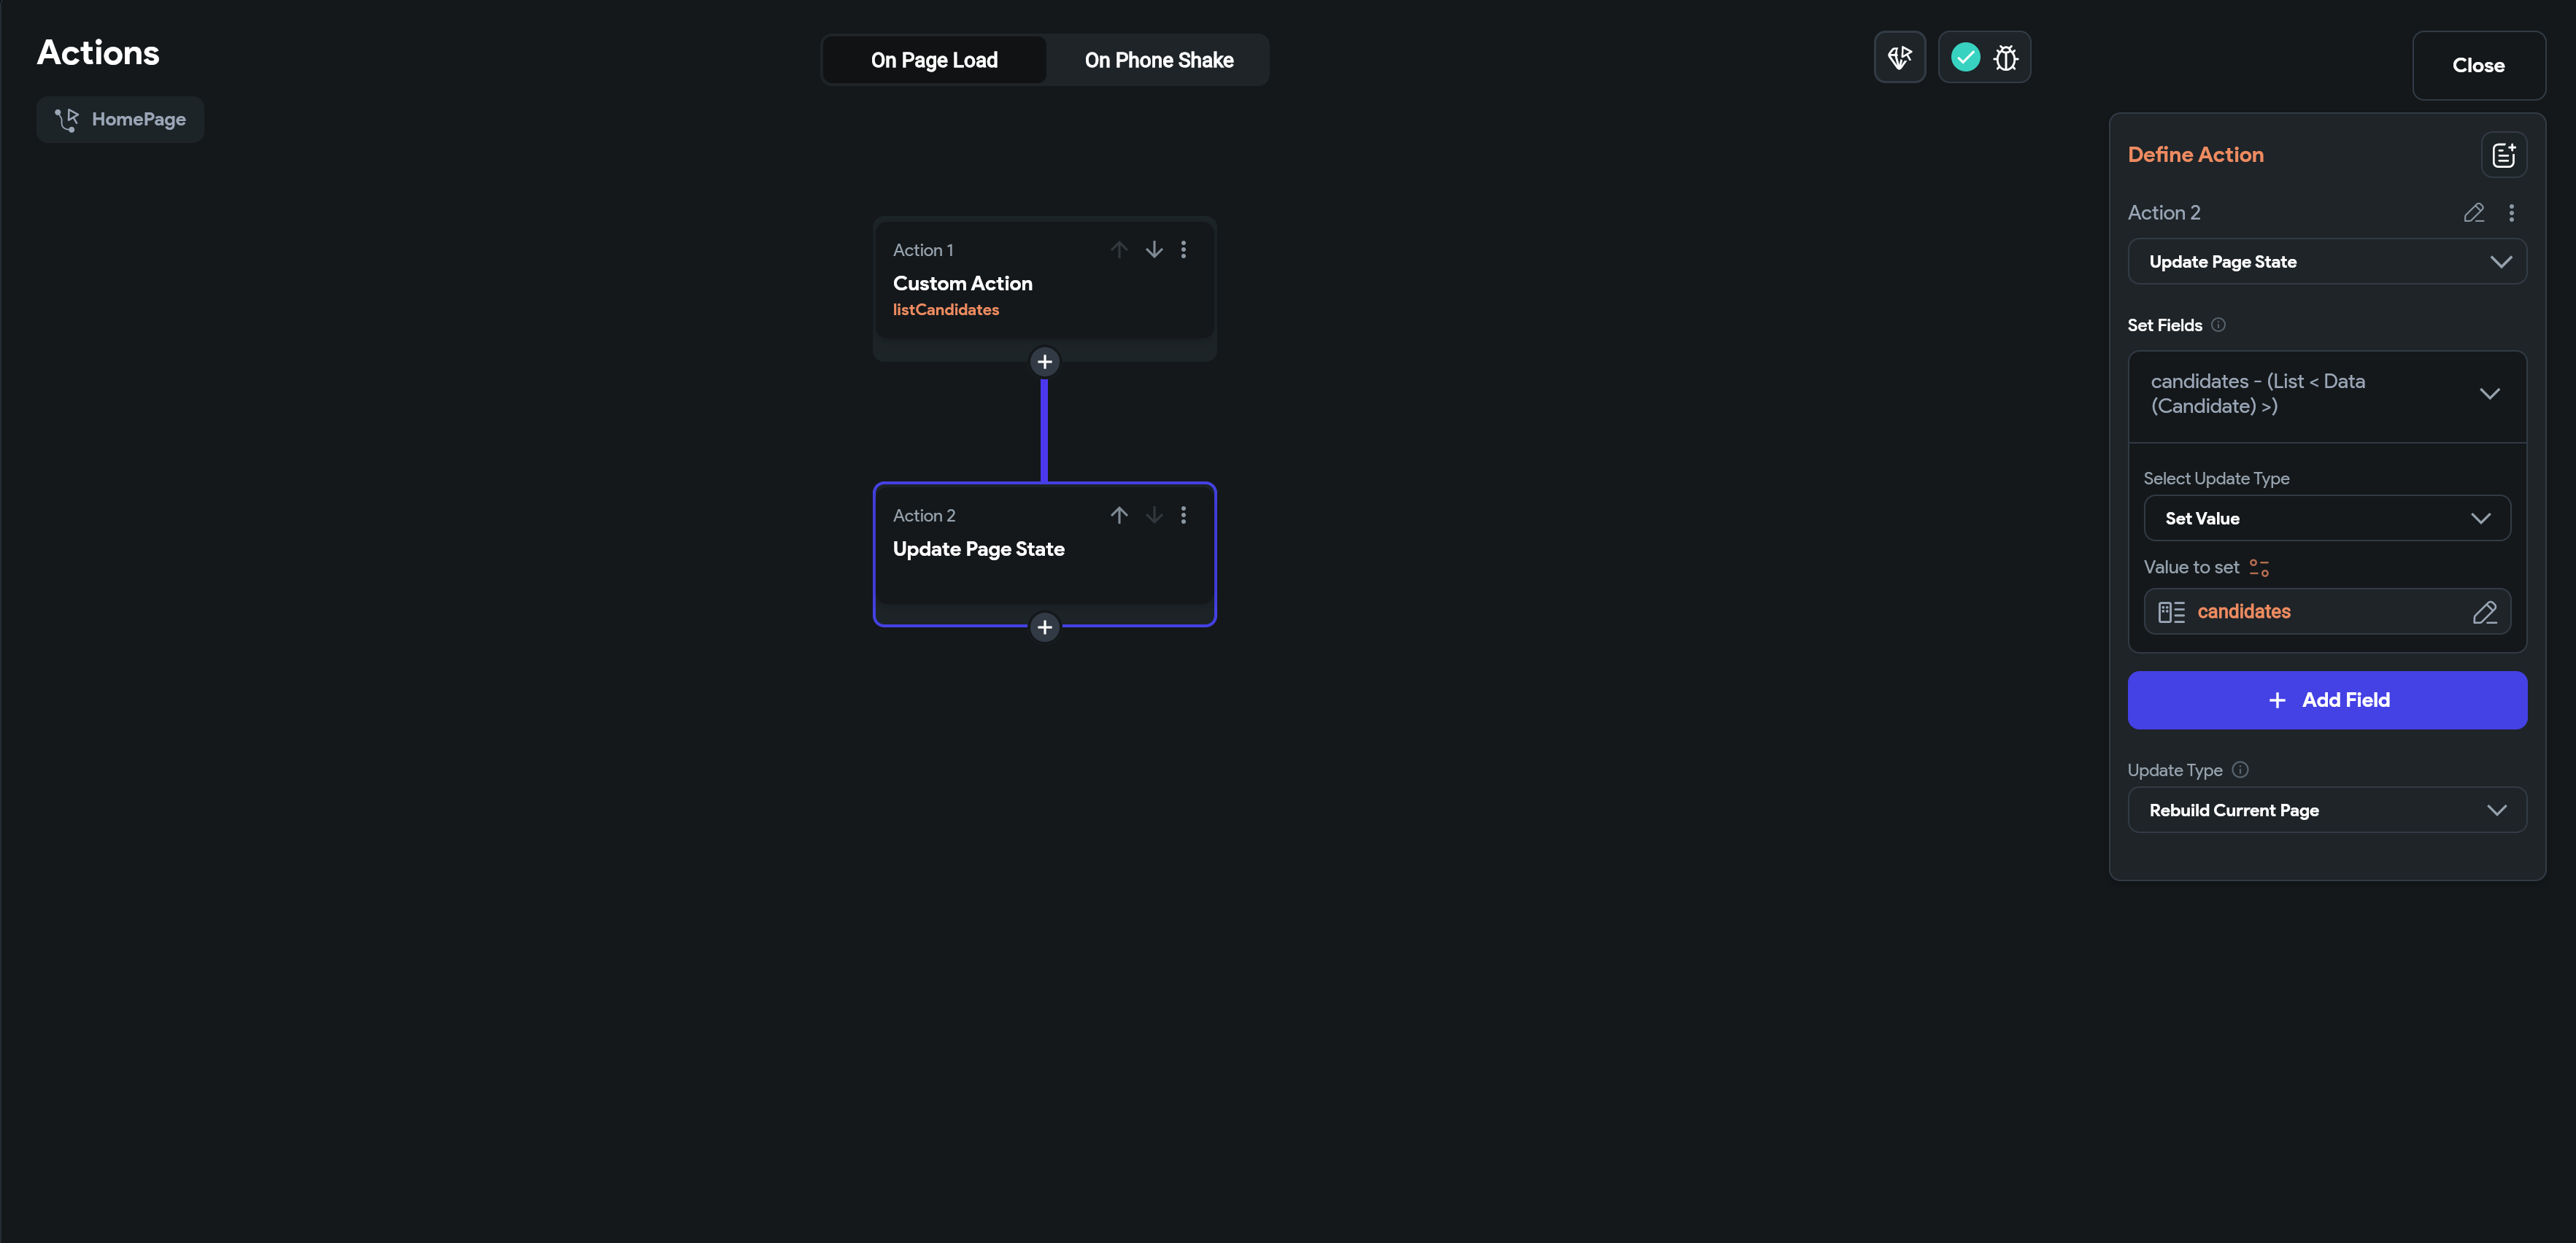 Actions
On Page Load
On Phone Shake
Close
HomePage
Action 1
Custom Action
listCandidates
Action 2
Update Page State
Define Action
Action 2
Update Page State
Set Fields
candidates - (List < Data
(Candidate) >)
Select Update Type
Set Value
Value to set
candidates
Add Field
Update Type
Rebuild Current Page